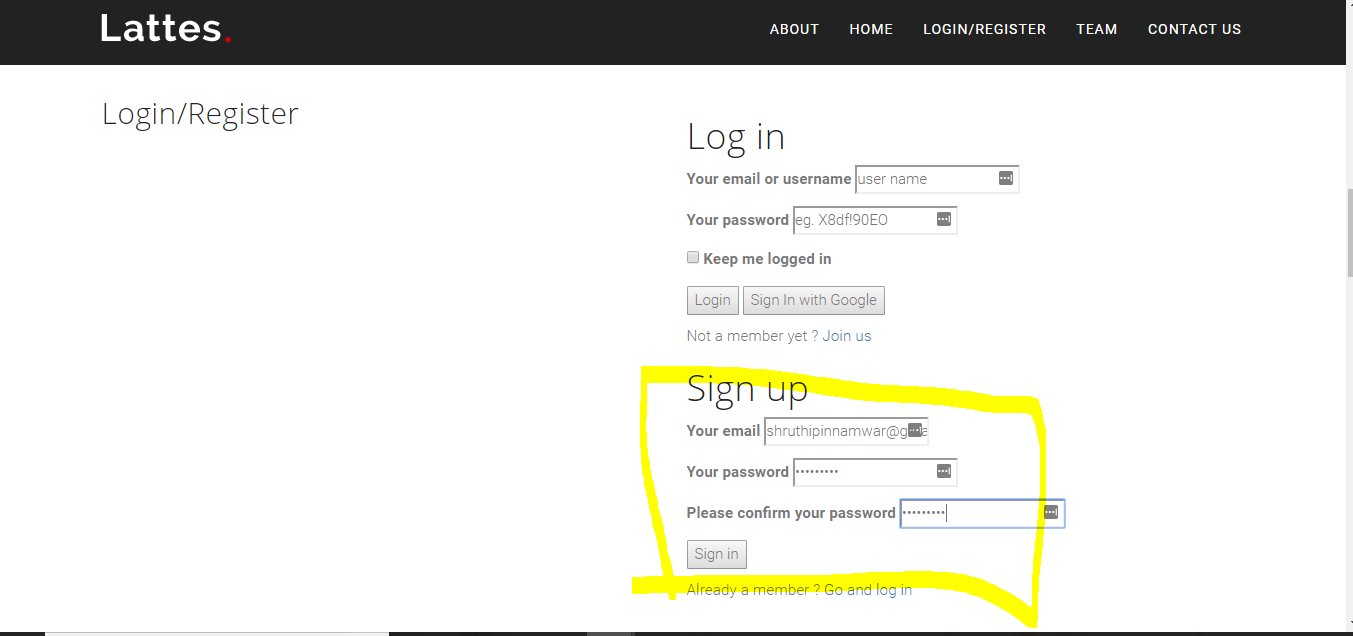 Lattes.
ABOUT HOME LOGIN/REGISTER TEAM CONTACT US
Login/Register
Log in
Your email or username user name
Your password eg. X8df!90EO
Keep me logged in
Login Sign In with Google
Not a member yet ? Join us
Sign up
Your email shruthipinnamwar@g
Your password •••••••••
Please confirm your password •••••••••
Sign in
Already a member ? Go and log in